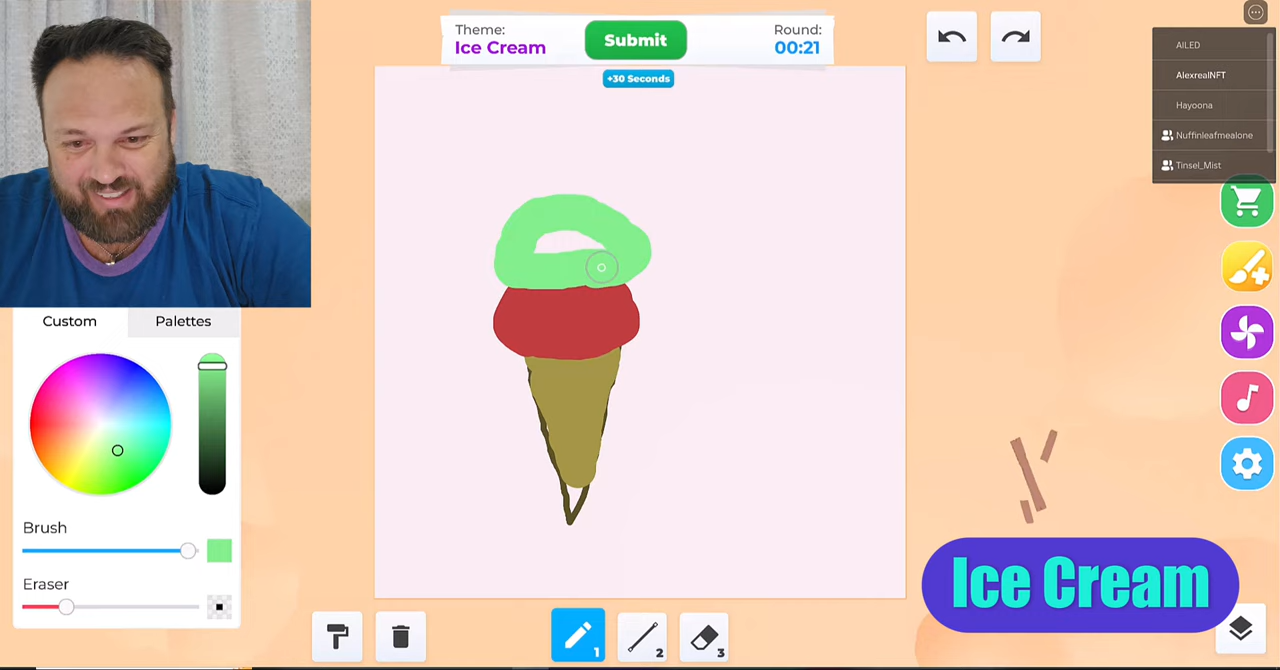 Theme:
Ice Cream
Submit
Round:
00:21
+30 Seconds
AILED
AlexrealNFT
Hayoona
Nuffinleafmealone
Tinsel_Mist
Custom
Palettes
Brush
Eraser
1
2
3
Ice Cream